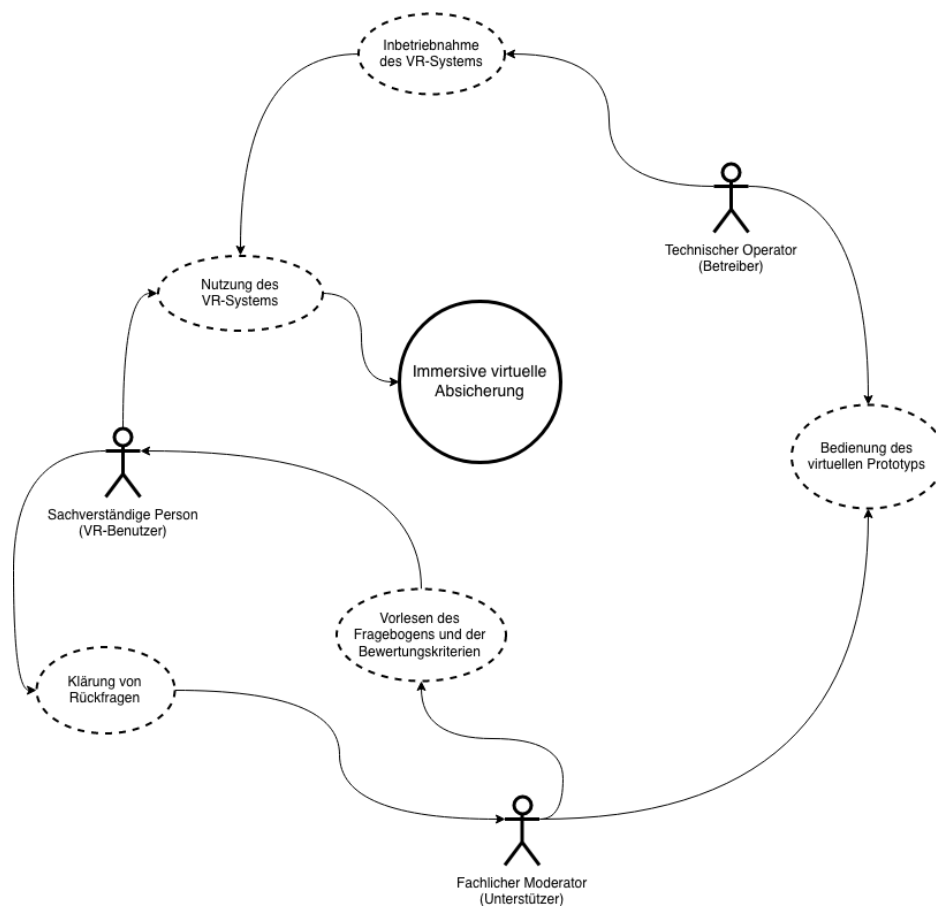 Inbetriebnahme
des VR-Systems
Technischer Operator
(Betreiber)
Nutzung des
VR-Systems
Immersive virtuelle
Absicherung
Bedienung des
virtuellen Prototyps
Sachverständige Person
(VR-Benutzer)
Vorlesen des
Fragebogens und der
Bewertungskriterien
Klärung von
Rückfragen
Fachlicher Moderator
(Unterstützer)